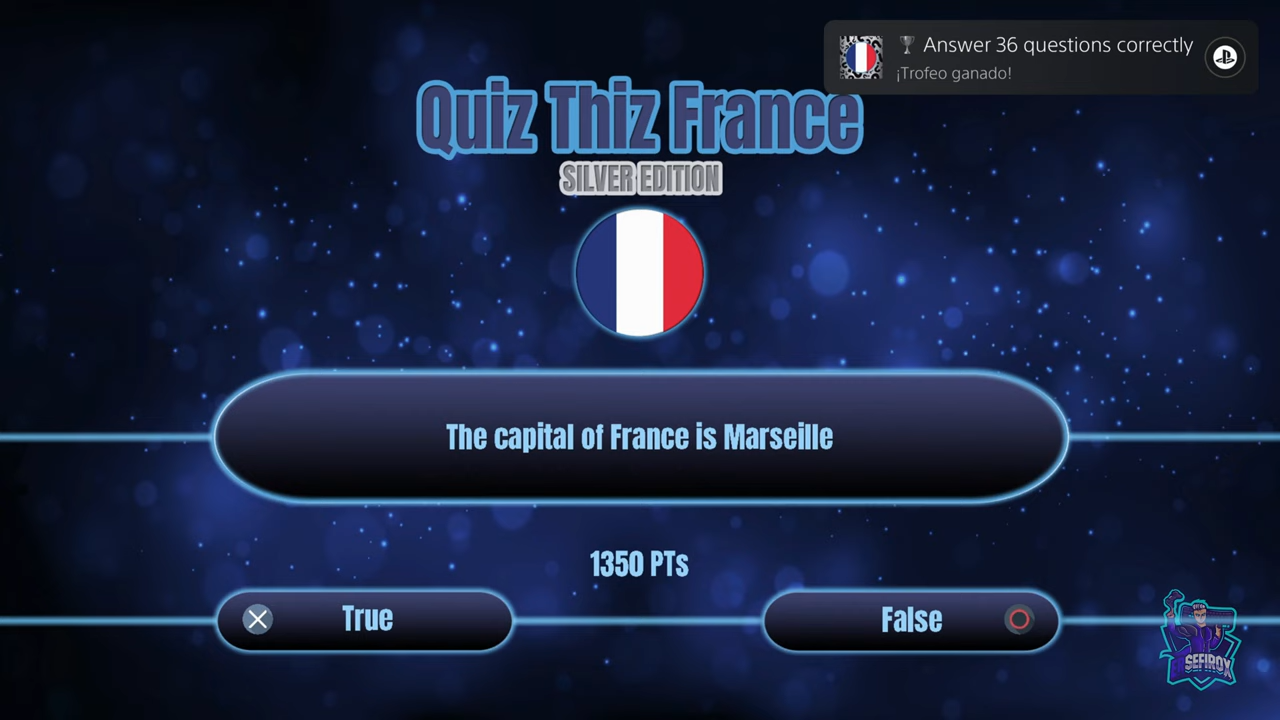 Answer 36 questions correctly
¡Trofeo ganado!
Quiz Thiz France
SILVER EDITION
The capital of France is Marseille
1350 PTs
True
False
SEFIROX